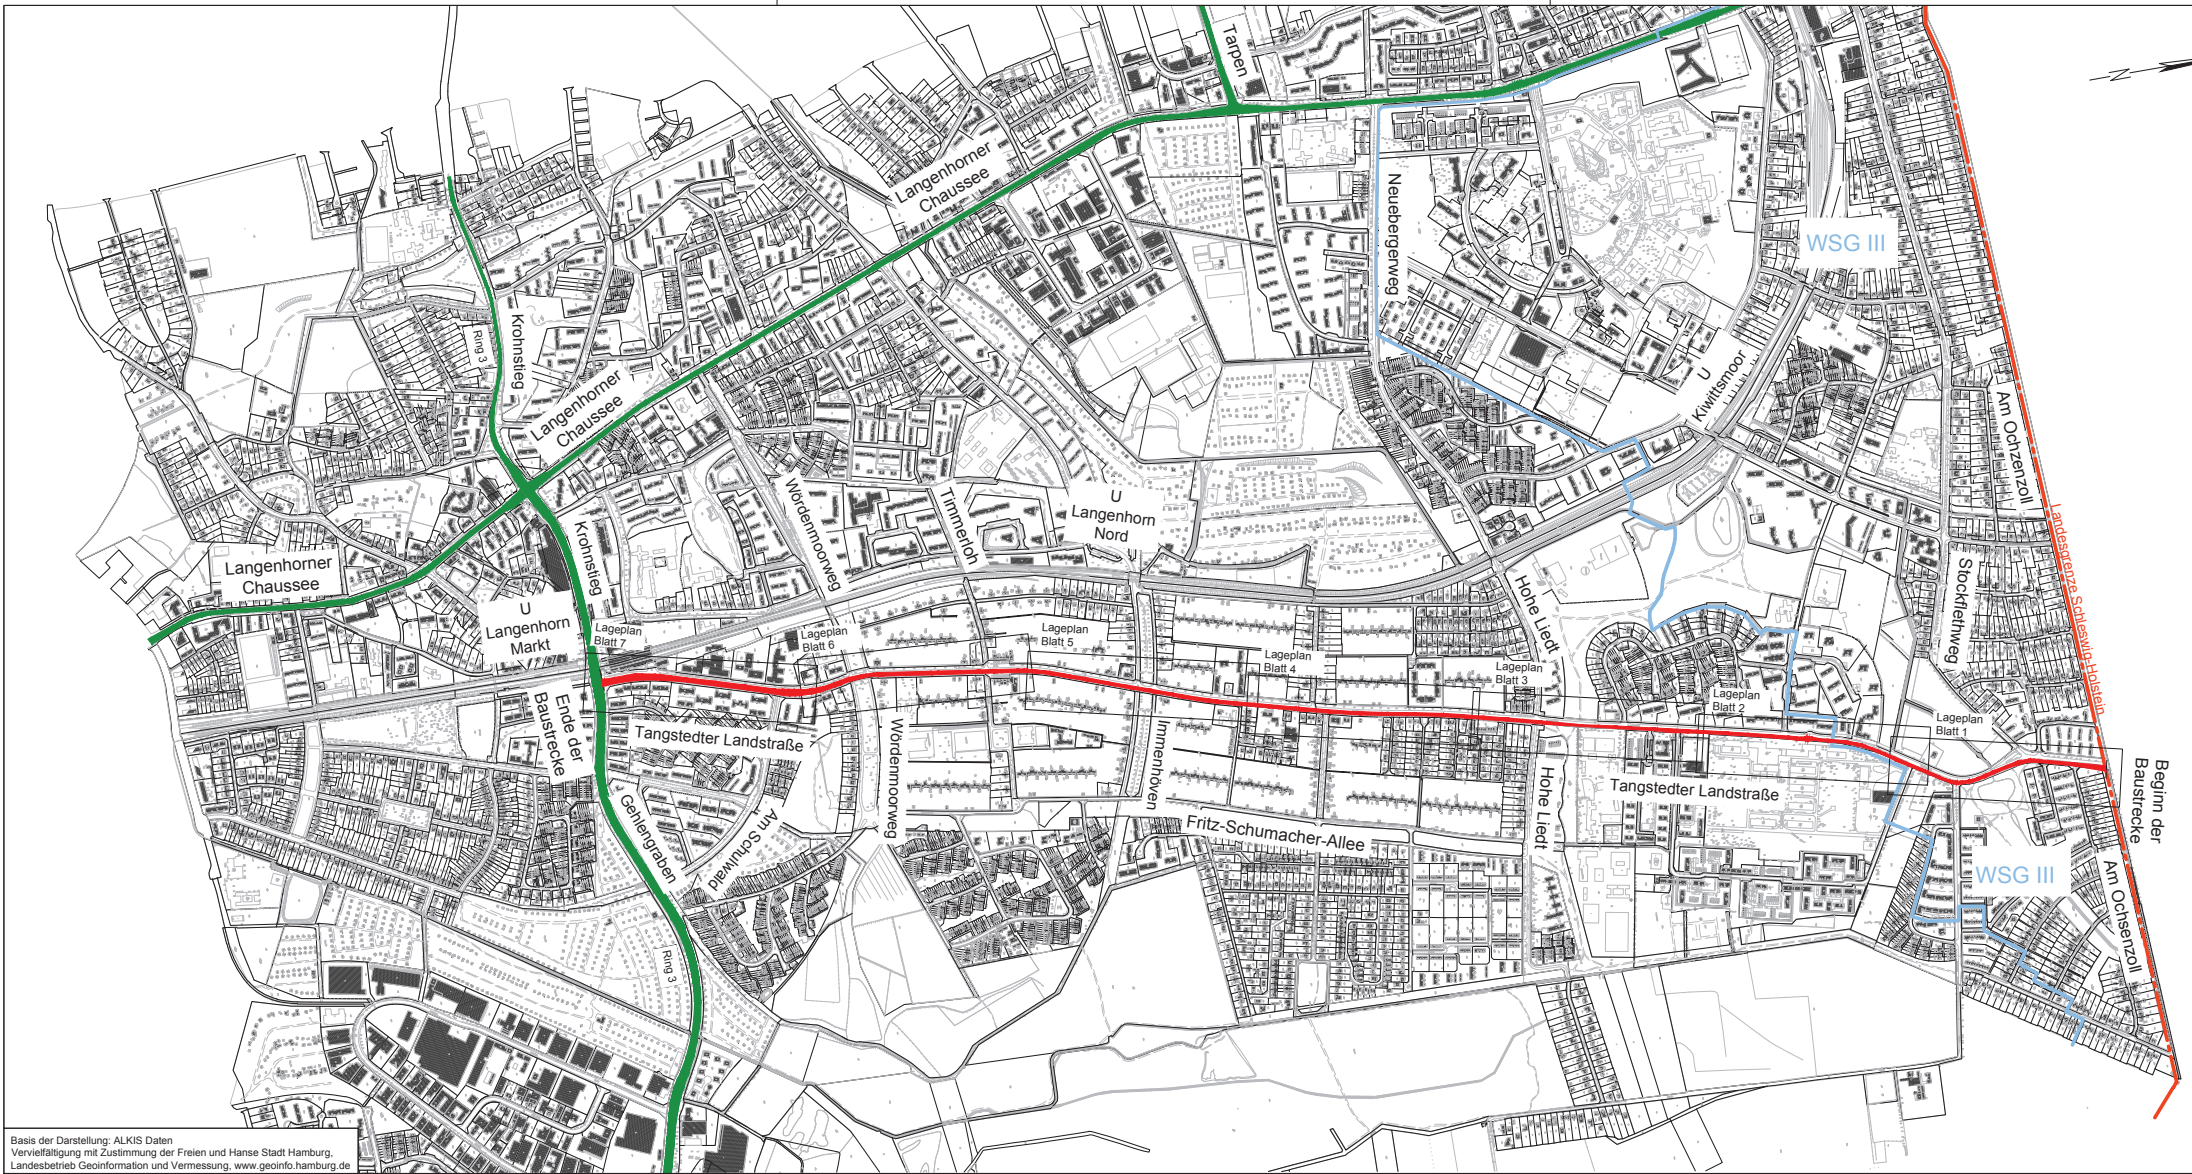 Tarpen
N
Langenhorner
Chaussee
Neuebergerweg
WSG III
Krohnstieg
Ring 3
Langenhorner
Chaussee
U
Kiwittsmoor
Am Ochzenzoll
Landesgrenze Schleswig-Holstein
Wördenmoorweg
Timmerloh
U
Langenhorn
Nord
Krohnstieg
Langenhorner
Chaussee
Hohe Liedt
Stockflethweg
U
Langenhorn
Markt
Lageplan
Blatt 7
Lageplan
Blatt 6
Lageplan
Blatt 5
Lageplan
Blatt 4
Lageplan
Blatt 3
Lageplan
Blatt 2
Lageplan
Blatt 1
Ende der
Baustrecke
Tangstedter Landstraße
Wördenmoorweg
Immenhöven
Hohe Liedt
Tangstedter Landstraße
Beginn der
Baustrecke
Gehlengraben
Am Schulwald
Fritz-Schumacher-Allee
WSG III
Am Ochsenzoll
Ring 3
Basis der Darstellung: ALKIS Daten
Vervielfältigung mit Zustimmung der Freien und Hanse Stadt Hamburg,
Landesbetrieb Geoinformation und Vermessung, www.geoinfo.hamburg.de